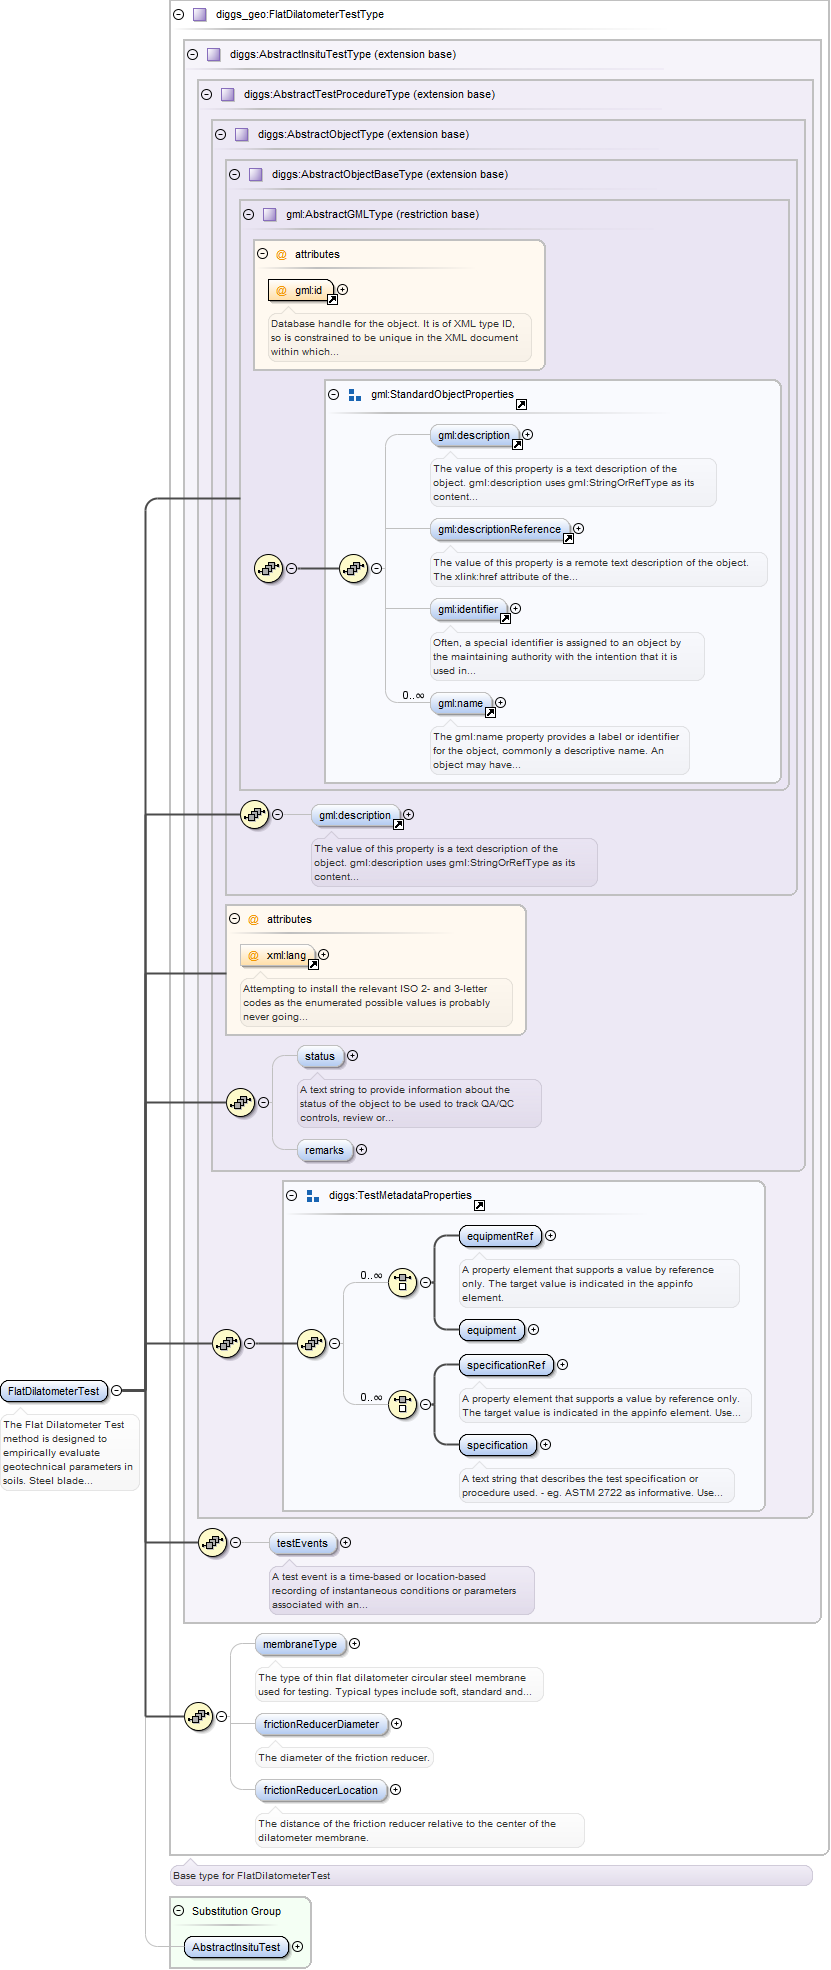 diggs_geo:FlatDilatometerTestType
diggs:AbstractInsituTestType (extension base)
diggs:AbstractTestProcedureType (extension base)
diggs:AbstractObjectType (extension base)
diggs:AbstractObjectBaseType (extension base)
gml:AbstractGMLType (restriction base)
@ attributes
@ gml:id
Database handle for the object. It is of XML type ID,
so is constrained to be unique in the XML document
within which...
gml:StandardObjectProperties
gml:description
The value of this property is a text description of the
object. gml:description uses gml:StringOrRefType as its
content...
gml:descriptionReference
The value of this property is a remote text description of the object.
The xlink:href attribute of the...
gml:identifier
Often, a special identifier is assigned to an object by
the maintaining authority with the intention that it is
used in...
0..∞
gml:name
The gml:name property provides a label or identifier
for the object, commonly a descriptive name. An
object may have...
gml:description
The value of this property is a text description of the
object. gml:description uses gml:StringOrRefType as its
content...
@ attributes
@ xml:lang
Attempting to install the relevant ISO 2- and 3-letter
codes as the enumerated possible values is probably
never going...
status
A text string to provide information about the
status of the object to be used to track QA/QC
controls, review or...
remarks
diggs:TestMetadataProperties
equipmentRef
0..∞
A property element that supports a value by reference
only. The target value is indicated in the appinfo
element.
equipment
specificationRef
0..∞
A property element that supports a value by reference only.
The target value is indicated in the appinfo element. Use...
specification
A text string that describes the test specification or
procedure used. - eg. ASTM 2722 as informative. Use...
FlatDilatometerTest
The Flat Dilatometer Test
method is designed to
empirically evaluate
geotechnical parameters in
soils. Steel blade...
testEvents
A test event is a time-based or location-based
recording of instantaneous conditions or parameters
associated with an...
membraneType
The type of thin flat dilatometer circular steel membrane
used for testing. Typical types include soft, standard and...
frictionReducerDiameter
The diameter of the friction reducer.
frictionReducerLocation
The distance of the friction reducer relative to the center of the
dilatometer membrane.
Base type for FlatDilatometerTest
Substitution Group
AbstractInsituTest